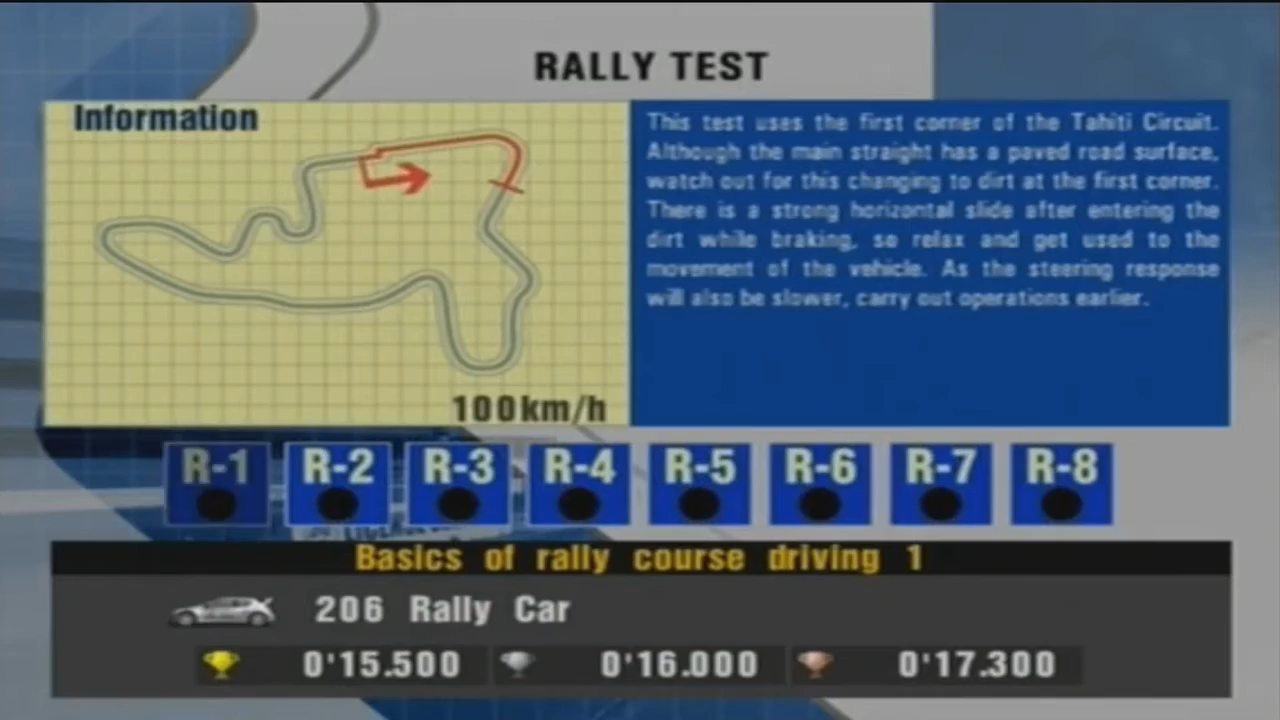 RALLY TEST
Information
This test uses the first corner of the Tahiti Circuit.
Although the main straight has a paved road surface,
watch out for this changing to dirt at the first corner.
There is a strong horizontal slide after entering the
dirt while braking, so relax and get used to the
movement of the vehicle. As the steering response
will also be slower, carry out operations earlier.
100km/h
R-1 R-2 R-3 R-4 R-5 R-6 R-7 R-8
Basics of rally course driving 1
206 Rally Car
0'15.500 0'16.000 0'17.300